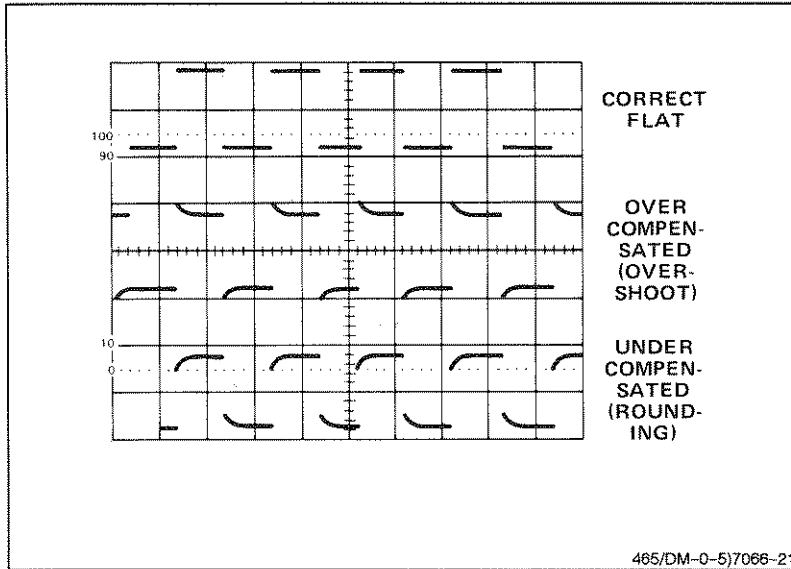 CORRECT
FLAT
100
90
OVER
COMPEN-
SATED
(OVER-
SHOOT)
10
0
UNDER
COMPEN-
SATED
(ROUND-
ING)
465/DM-0-5)7066-21